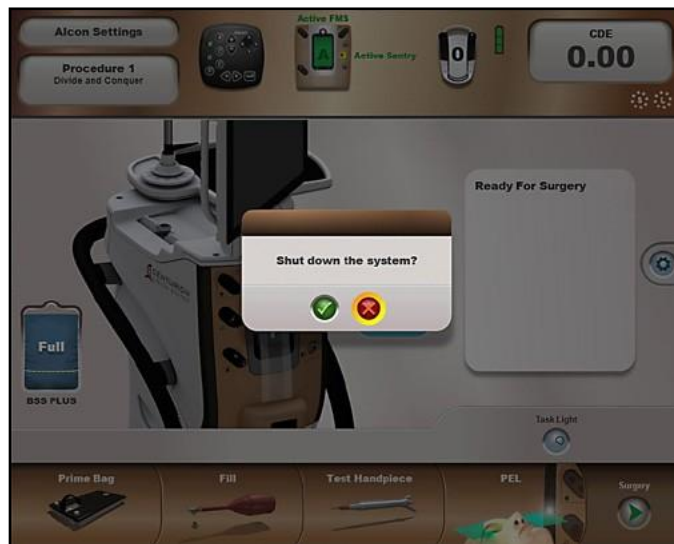 Alcon Settings
Procedure 1
Divide and Conquer
Active FMS
A
Active Sentry
0
CDE
0.00
S
L
Ready For Surgery
CENTURION
Shut down the system?
Full
BSS PLUS
Task Light
Prime Bag
Fill
Test Handpiece
PEL
Surgery